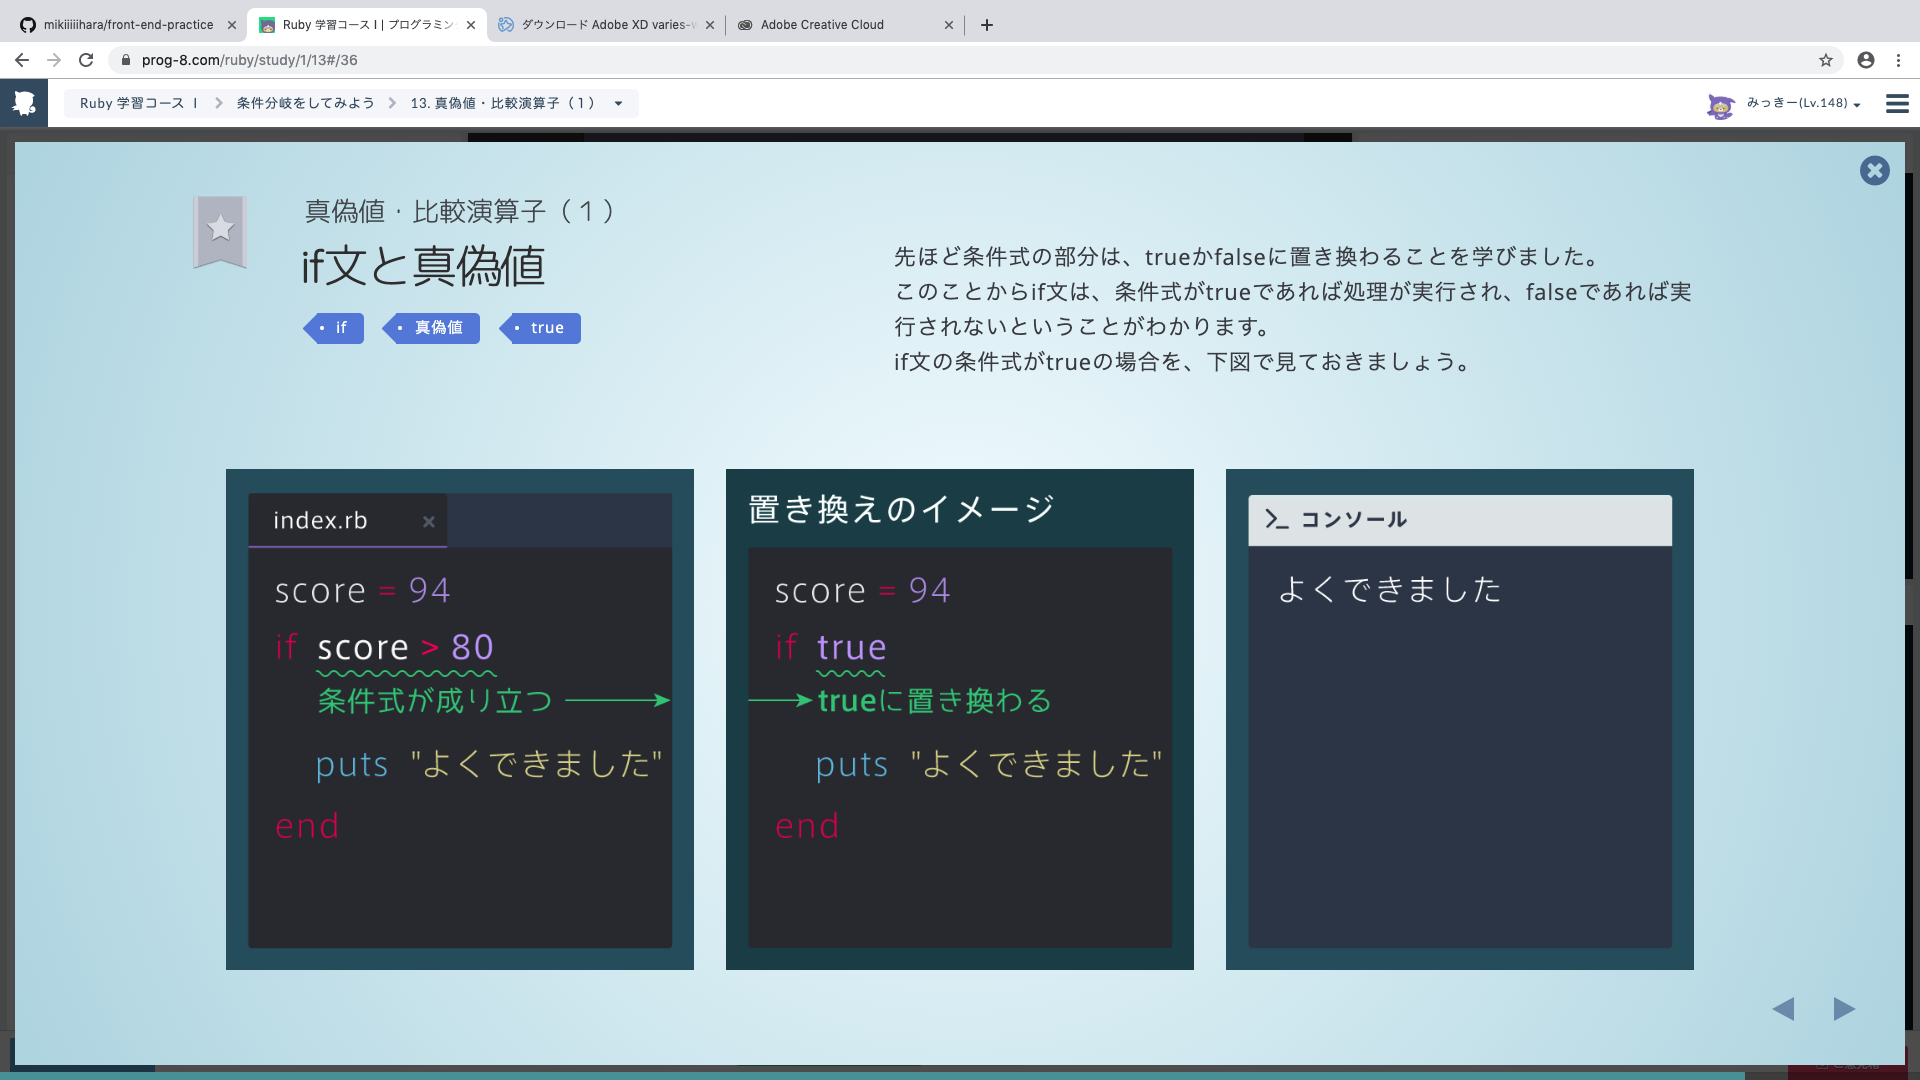 mikiiiiihara/front-end-practice
Ruby 学習コース I | プログラミン
ダウンロード Adobe XD varies-w
Adobe Creative Cloud
prog-8.com/ruby/study/1/13#/36
Ruby 学習コース I
条件分岐をしてみよう
13. 真偽値・比較演算子（1）
みっきー(Lv.148)
真偽値・比較演算子（１）
if文と真偽値
if
真偽値
true
先ほど条件式の部分は、trueかfalseに置き換わることを学びました。
このことからif文は、条件式がtrueであれば処理が実行され、falseであれば実
行されないということがわかります。
if文の条件式がtrueの場合を、下図で見ておきましょう。
index.rb
score = 94
if score > 80
条件式が成り立つ
puts "よくできました"
end
置き換えのイメージ
score = 94
if true
trueに置き換わる
puts "よくできました"
end
コンソール
よくできました